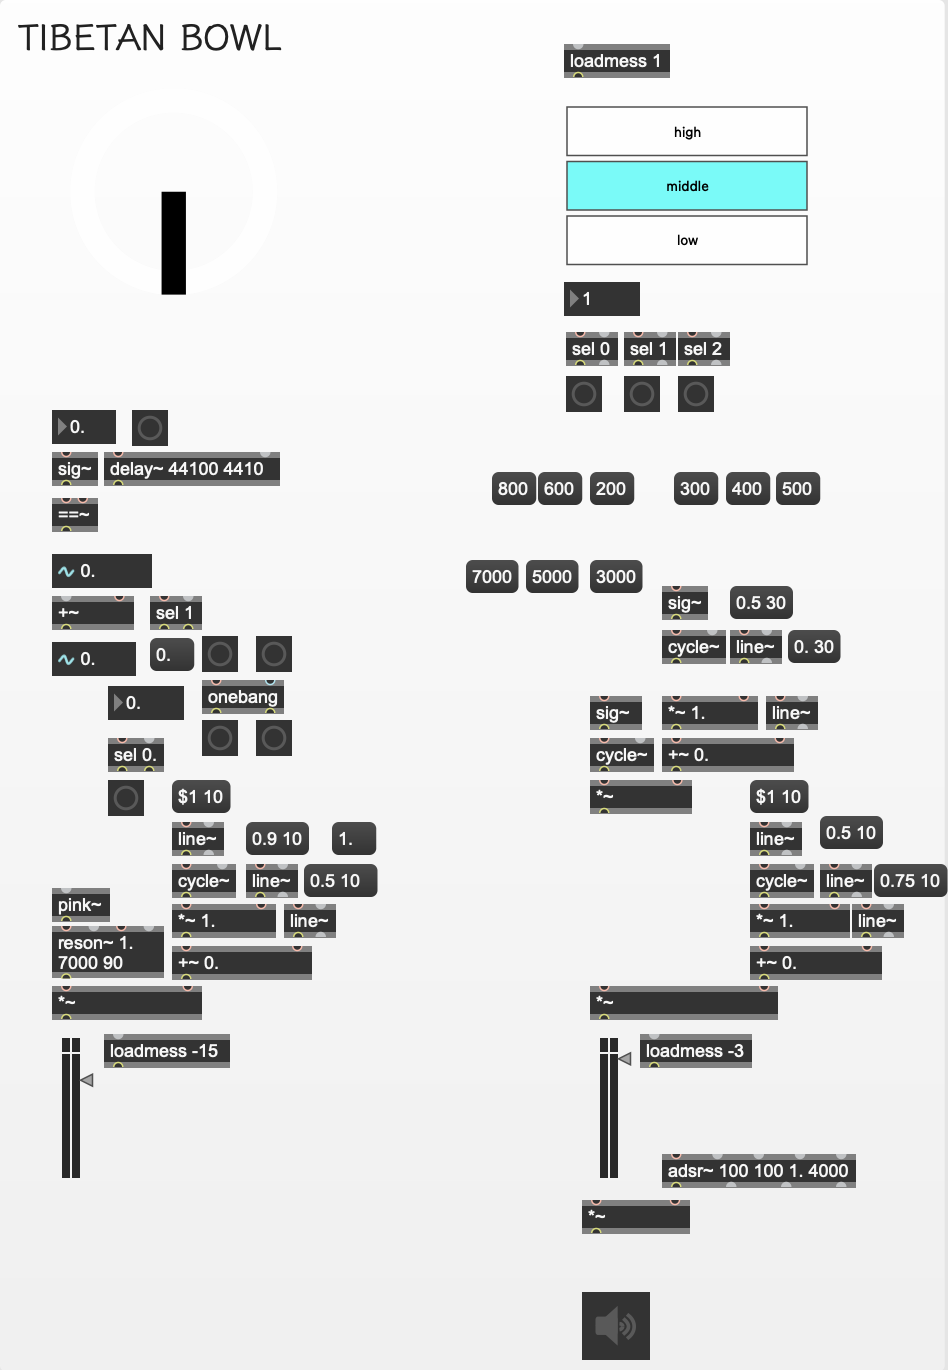 TIBETAN BOWL
loadmess 1
high
middle
low
1
sel 0
sel 1
sel 2
0.
sig~
delay~ 44100 4410
==~
800
600
200
300
400
500
0.
7000
5000
3000
sig~
0.5 30
+~
sel 1
cycle~
line~
0. 30
0.
0.
0.
onebang
sig~
*~ 1.
line~
sel 0.
cycle~
+~ 0.
$1 10
*~
$1 10
line~
0.9 10
1.
line~
0.5 10
cycle~
line~
0.5 10
cycle~
line~
0.75 10
pink~
*~ 1.
line~
*~ 1.
line~
reson~ 1.
7000 90
+~ 0.
+~ 0.
*~
*~
loadmess -15
loadmess -3
adsr~ 100 100 1. 4000
*~